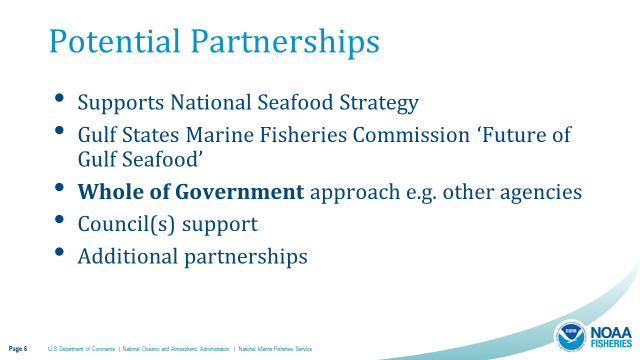 Potential Partnerships
• Supports National Seafood Strategy
• Gulf States Marine Fisheries Commission ‘Future of
Gulf Seafood’
• Whole of Government approach e.g. other agencies
• Council(s) support
• Additional partnerships
NOAA
NOAA
FISHERIES
Page 6
U.S. Department of Commerce | National Oceanic and Atmospheric Administration | National Marine Fisheries Service